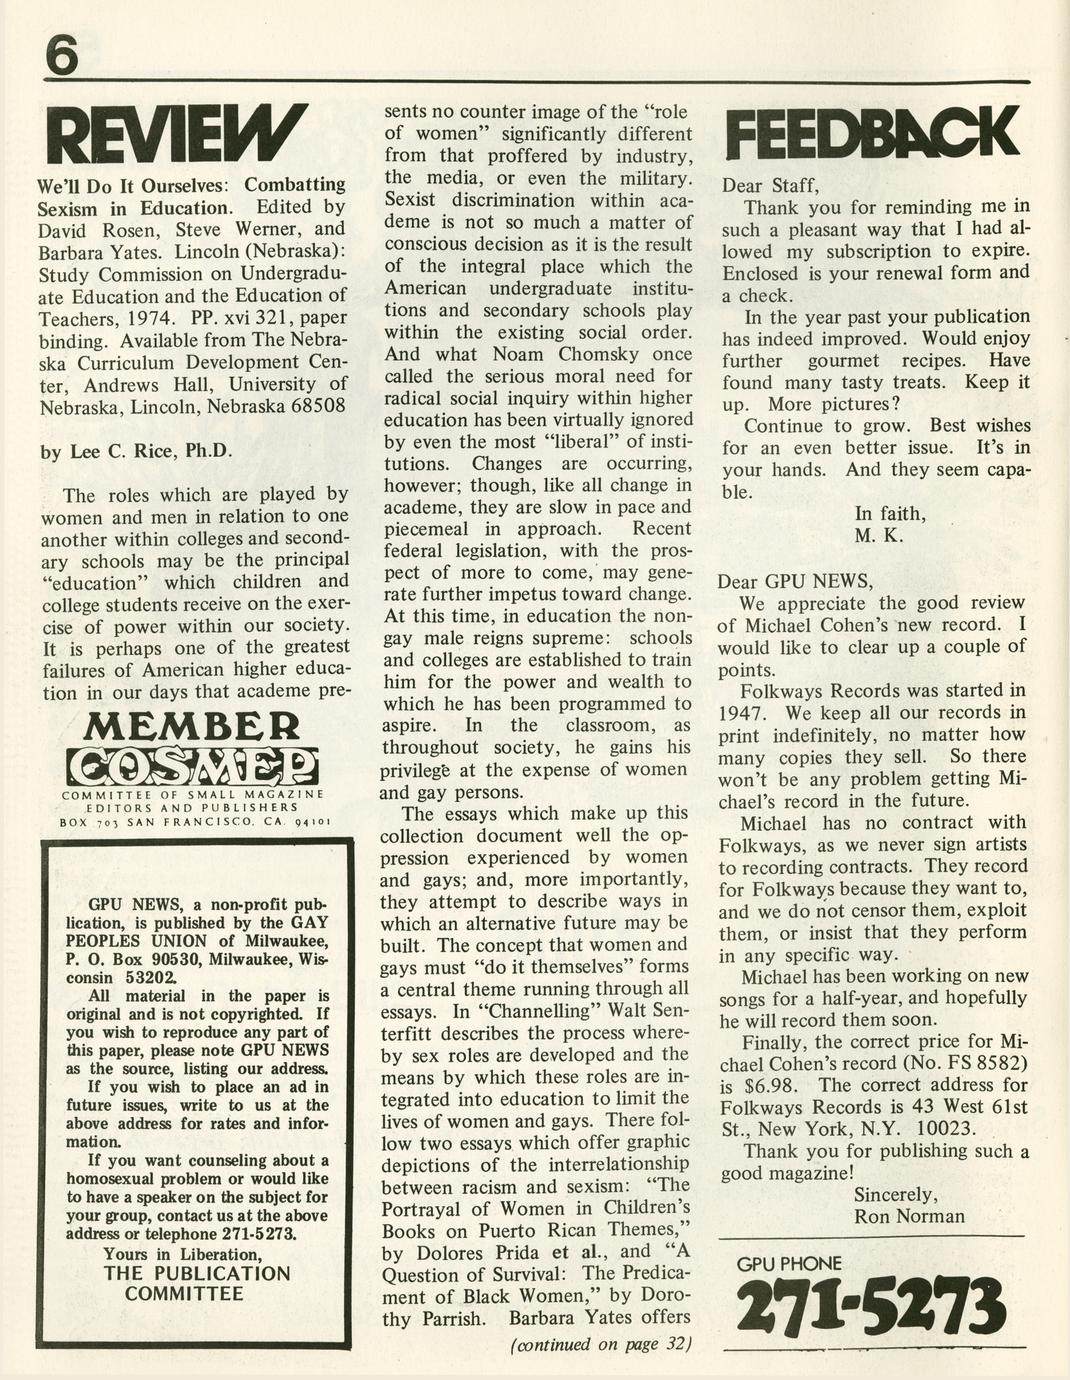 6
REVIEW
We'll Do It Ourselves: Combatting
Sexism in Education. Edited by
David Rosen, Steve Werner, and
Barbara Yates. Lincoln (Nebraska):
Study Commission on Undergradu-
ate Education and the Education of
Teachers, 1974. PP. xvi 321, paper
binding. Available from The Nebra-
ska Curriculum Development Cen-
ter, Andrews Hall, University of
Nebraska, Lincoln, Nebraska 68508
by Lee C. Rice, Ph.D.
The roles which are played by
women and men in relation to one
another within colleges and second-
ary schools may be the principal
"education" which children and
college students receive on the exer-
cise of power within our society.
It is perhaps one of the greatest
failures of American higher educa-
tion in our days that academe pre-
MEMBER
COSMEP
COMMITTEE OF SMALL MAGAZINE
EDITORS AND PUBLISHERS
BOX 703 SAN FRANCISCO, CA. 94101
GPU NEWS, a non-profit pub-
lication, is published by the GAY
PEOPLES UNION of Milwaukee,
P. O. Box 90530, Milwaukee, Wis-
consin 53202.
All material in the paper is
original and is not copyrighted. If
you wish to reproduce any part of
this paper, please note GPU NEWS
as the source, listing our address.
If you wish to place an ad in
future issues, write to us at the
above address for rates and infor-
mation.
If you want counseling about a
homosexual problem or would like
to have a speaker on the subject for
your group, contact us at the above
address or telephone 271-5273.
Yours in Liberation,
THE PUBLICATION
COMMITTEE
sents no counter image of the "role
of women" significantly different
from that proffered by industry,
the media, or even the military.
Sexist discrimination within aca-
deme is not so much a matter of
conscious decision as it is the result
of the integral place which the
American undergraduate institu-
tions and secondary schools play
within the existing social order.
And what Noam Chomsky once
called the serious moral need for
radical social inquiry within higher
education has been virtually ignored
by even the most "liberal" of insti-
tutions. Changes are occurring,
however; though, like all change in
academe, they are slow in pace and
piecemeal in approach. Recent
federal legislation, with the pros-
pect of more to come, may gene-
rate further impetus toward change.
At this time, in education the non-
gay male reigns supreme: schools
and colleges are established to train
him for the power and wealth to
which he has been programmed to
aspire. In the classroom, as
throughout society, he gains his
privilege at the expense of women
and gay persons.
The essays which make up this
collection document well the op-
pression experienced by women
and gays; and, more importantly,
they attempt to describe ways in
which an alternative future may be
built. The concept that women and
gays must "do it themselves" forms
a central theme running through all
essays. In "Channelling" Walt Sen-
terfitt describes the process where-
by sex roles are developed and the
means by which these roles are in-
tegrated into education to limit the
lives of women and gays. There fol-
low two essays which offer graphic
depictions of the interrelationship
between racism and sexism: "The
Portrayal of Women in Children's
Books on Puerto Rican Themes,"
by Dolores Prida et al., and "A
Question of Survival: The Predica-
ment of Black Women," by Doro-
thy Parrish. Barbara Yates offers
(continued on page 32)
FEEDBACK
Dear Staff,
Thank you for reminding me in
such a pleasant way that I had al-
lowed my subscription to expire.
Enclosed is your renewal form and
a check.
In the year past your publication
has indeed improved. Would enjoy
further gourmet recipes. Have
found many tasty treats. Keep it
up. More pictures?
Continue to grow. Best wishes
for an even better issue. It's in
your hands. And they seem capa-
ble.
In faith,
M. K.
Dear GPU NEWS,
We appreciate the good review
of Michael Cohen's new record. I
would like to clear up a couple of
points.
Folkways Records was started in
1947. We keep all our records in
print indefinitely, no matter how
many copies they sell. So there
won't be any problem getting Mi-
chael's record in the future.
Michael has no contract with
Folkways, as we never sign artists
to recording contracts. They record
for Folkways because they want to,
and we do not censor them, exploit
them, or insist that they perform
in any specific way.
Michael has been working on new
songs for a half-year, and hopefully
he will record them soon.
Finally, the correct price for Mi-
chael Cohen's record (No. FS 8582)
is $6.98. The correct address for
Folkways Records is 43 West 61st
St., New York, N.Y. 10023.
Thank you for publishing such a
good magazine!
Sincerely,
Ron Norman
GPU PHONE
271-5273